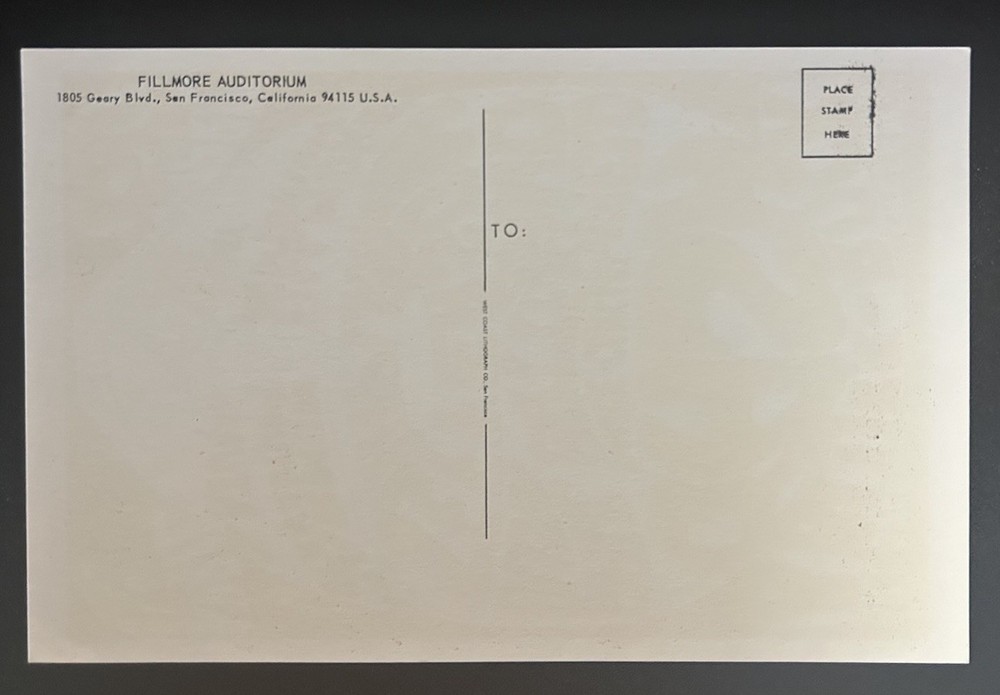 FILLMORE AUDITORIUM
1805 Geary Blvd., San Francisco, California 94115 U.S.A.
PLACE
STAMP
HERE
TO:
WEST COAST LITHOGRAPH CO., San Francisco